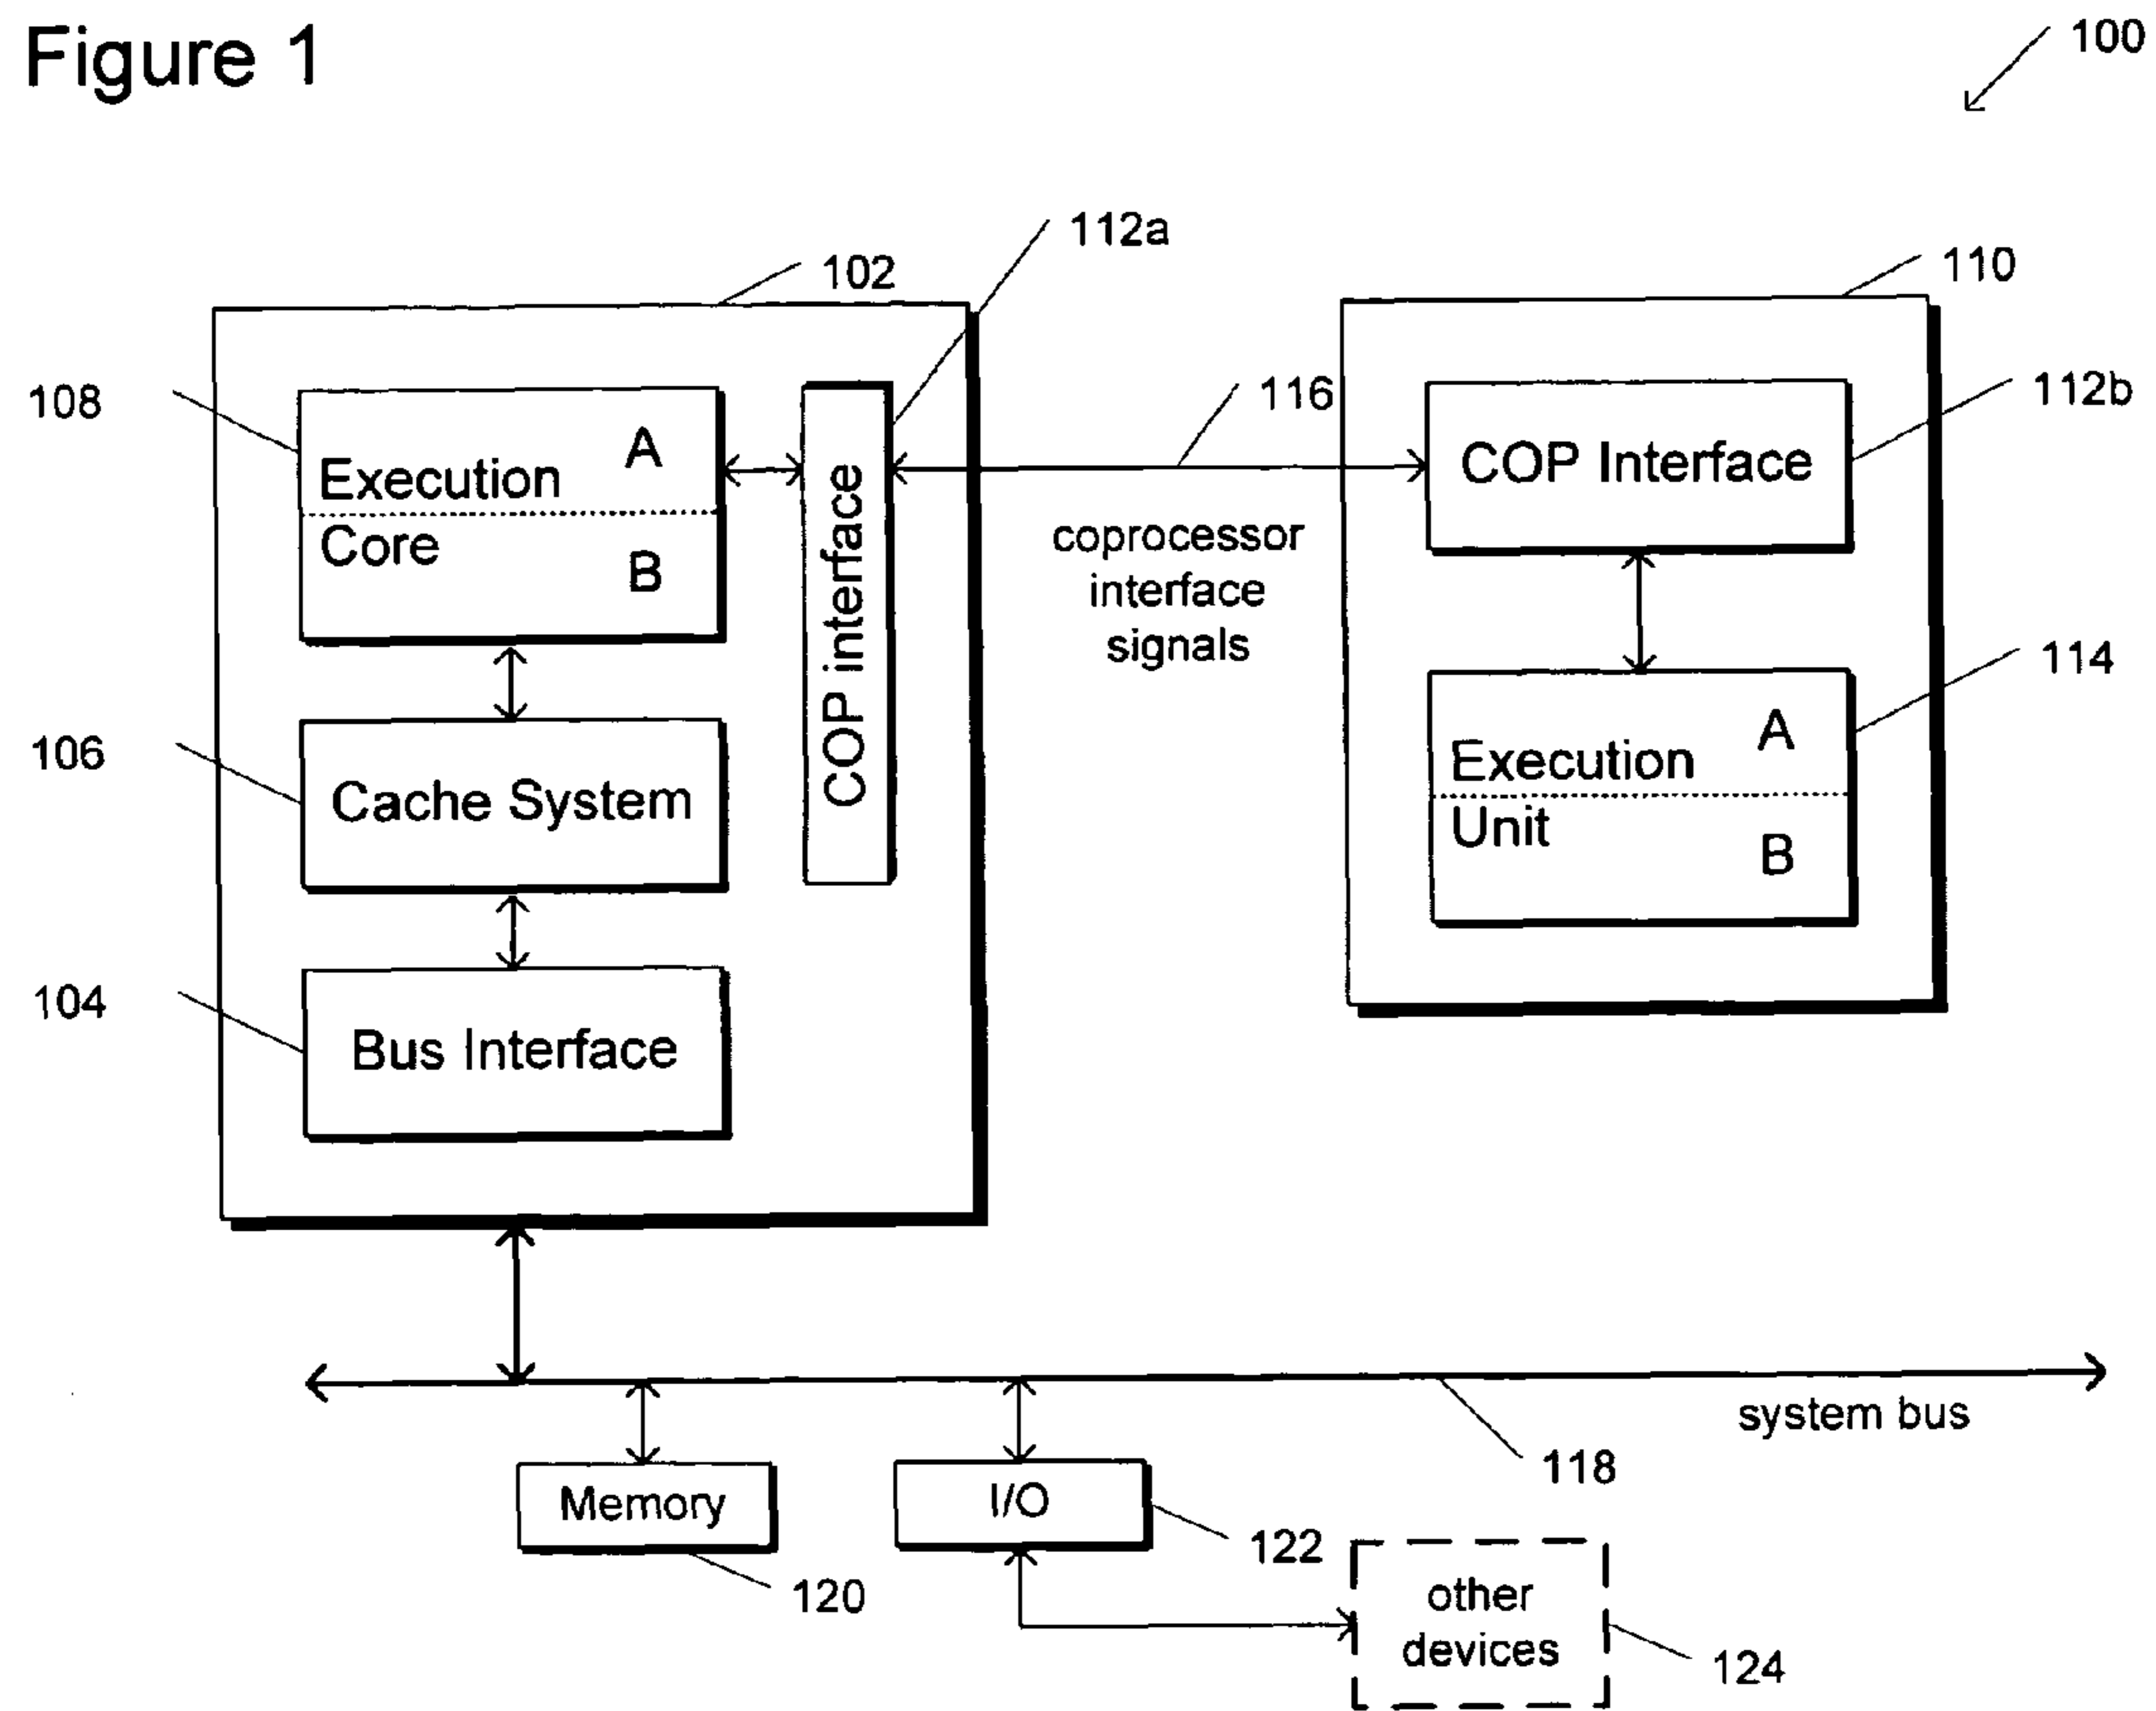 Figure 1
100
112a
102
110
108
116
112b
A
Execution
Core
B
COP interface
COP Interface
coprocessor
interface
signals
114
106
Cache System
A
Execution
Unit
B
104
Bus Interface
system bus
118
Memory
I/O
122
120
other
devices
124